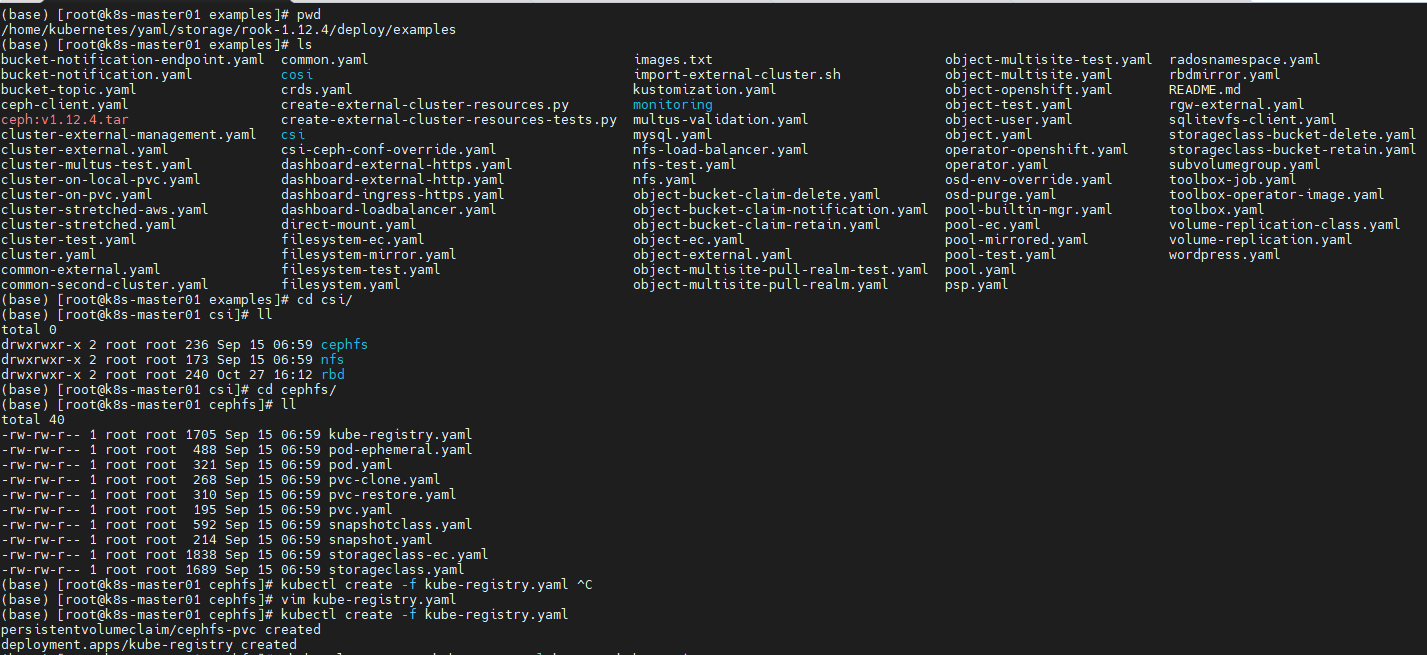 (base) [root@k8s-master01 examples]# pwd
/home/kubernetes/yaml/storage/rook-1.12.4/deploy/examples
(base) [root@k8s-master01 examples]# ls
bucket-notification-endpoint.yaml common.yaml images.txt object-multisite-test.yaml radosnamespace.yaml
bucket-notification.yaml cosi import-external-cluster.sh object-multisite.yaml rbdmirror.yaml
bucket-topic.yaml crds.yaml kustomization.yaml object-openshift.yaml README.md
ceph-client.yaml create-external-cluster-resources.py monitoring object-test.yaml rgw-external.yaml
ceph:v1.12.4.tar create-external-cluster-resources-tests.py multus-validation.yaml object-user.yaml sqlitevfs-client.yaml
cluster-external-management.yaml csi mysql.yaml object.yaml storageclass-bucket-delete.yaml
cluster-external.yaml csi-ceph-conf-override.yaml nfs-load-balancer.yaml operator-openshift.yaml storageclass-bucket-retain.yaml
cluster-multus-test.yaml dashboard-external-https.yaml nfs-test.yaml operator.yaml subvolumegroup.yaml
cluster-on-local-pvc.yaml dashboard-external-http.yaml nfs.yaml osd-env-override.yaml toolbox-job.yaml
cluster-on-pvc.yaml dashboard-ingress-https.yaml object-bucket-claim-delete.yaml osd-purge.yaml toolbox-operator-image.yaml
cluster-stretched-aws.yaml dashboard-loadbalancer.yaml object-bucket-claim-notification.yaml pool-builtin-mgr.yaml toolbox.yaml
cluster-stretched.yaml direct-mount.yaml object-bucket-claim-retain.yaml pool-ec.yaml volume-replication-class.yaml
cluster-test.yaml filesystem-ec.yaml object-ec.yaml pool-mirrored.yaml volume-replication.yaml
cluster.yaml filesystem-mirror.yaml object-external.yaml pool-test.yaml wordpress.yaml
common-external.yaml filesystem-test.yaml object-multisite-pull-realm-test.yaml pool.yaml
common-second-cluster.yaml filesystem.yaml object-multisite-pull-realm.yaml psp.yaml
(base) [root@k8s-master01 examples]# cd csi/
(base) [root@k8s-master01 csi]# ll
total 0
drwxrwxr-x 2 root root 236 Sep 15 06:59 cephfs
drwxrwxr-x 2 root root 173 Sep 15 06:59 nfs
drwxrwxr-x 2 root root 240 Oct 27 16:12 rbd
(base) [root@k8s-master01 csi]# cd cephfs/
(base) [root@k8s-master01 cephfs]# ll
total 40
-rw-rw-r-- 1 root root 1705 Sep 15 06:59 kube-registry.yaml
-rw-rw-r-- 1 root root 488 Sep 15 06:59 pod-ephemeral.yaml
-rw-rw-r-- 1 root root 321 Sep 15 06:59 pod.yaml
-rw-rw-r-- 1 root root 268 Sep 15 06:59 pvc-clone.yaml
-rw-rw-r-- 1 root root 310 Sep 15 06:59 pvc-restore.yaml
-rw-rw-r-- 1 root root 195 Sep 15 06:59 pvc.yaml
-rw-rw-r-- 1 root root 592 Sep 15 06:59 snapshotclass.yaml
-rw-rw-r-- 1 root root 214 Sep 15 06:59 snapshot.yaml
-rw-rw-r-- 1 root root 1838 Sep 15 06:59 storageclass-ec.yaml
-rw-rw-r-- 1 root root 1689 Sep 15 06:59 storageclass.yaml
(base) [root@k8s-master01 cephfs]# kubectl create -f kube-registry.yaml ^C
(base) [root@k8s-master01 cephfs]# vim kube-registry.yaml
(base) [root@k8s-master01 cephfs]# kubectl create -f kube-registry.yaml
persistentvolumeclaim/cephfs-pvc created
deployment.apps/kube-registry created